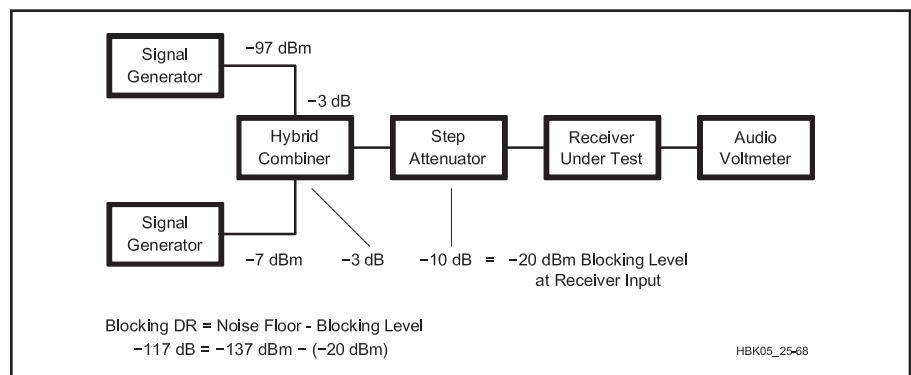 Signal
Generator
−97 dBm
−3 dB
Hybrid
Combiner
Step
Attenuator
Receiver
Under Test
Audio
Voltmeter
Signal
Generator
−7 dBm
−3 dB
−10 dB = −20 dBm Blocking Level
at Receiver Input
Blocking DR = Noise Floor - Blocking Level
−117 dB = −137 dBm − (−20 dBm)
HBK05_25-68